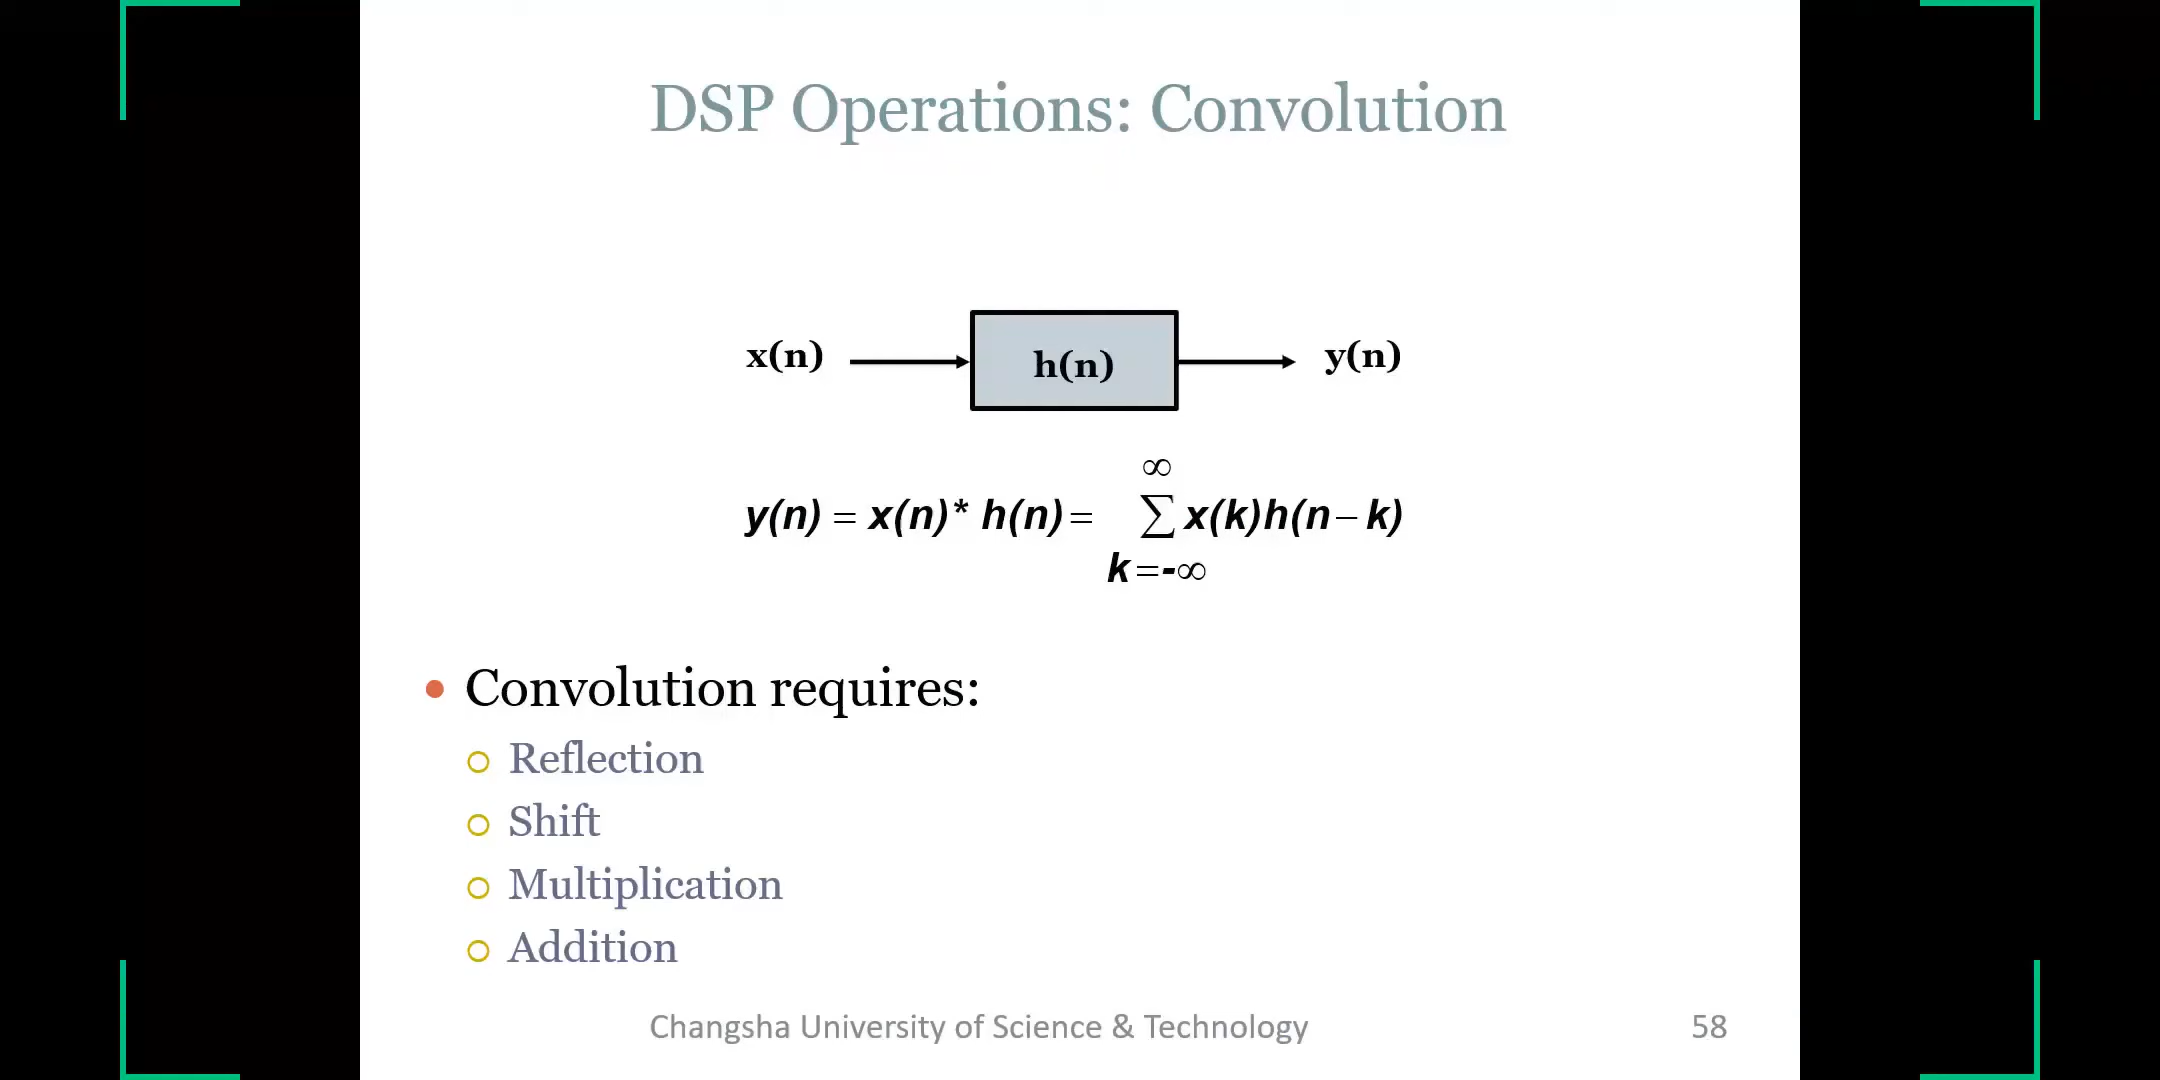 DSP Operations: Convolution
x(n) h(n) y(n)
∞
y(n) = x(n)* h(n)= ∑ x(k)h(n– k)
k=-∞
• Convolution requires:
○ Reflection
○ Shift
○ Multiplication
○ Addition
Changsha University of Science & Technology 58